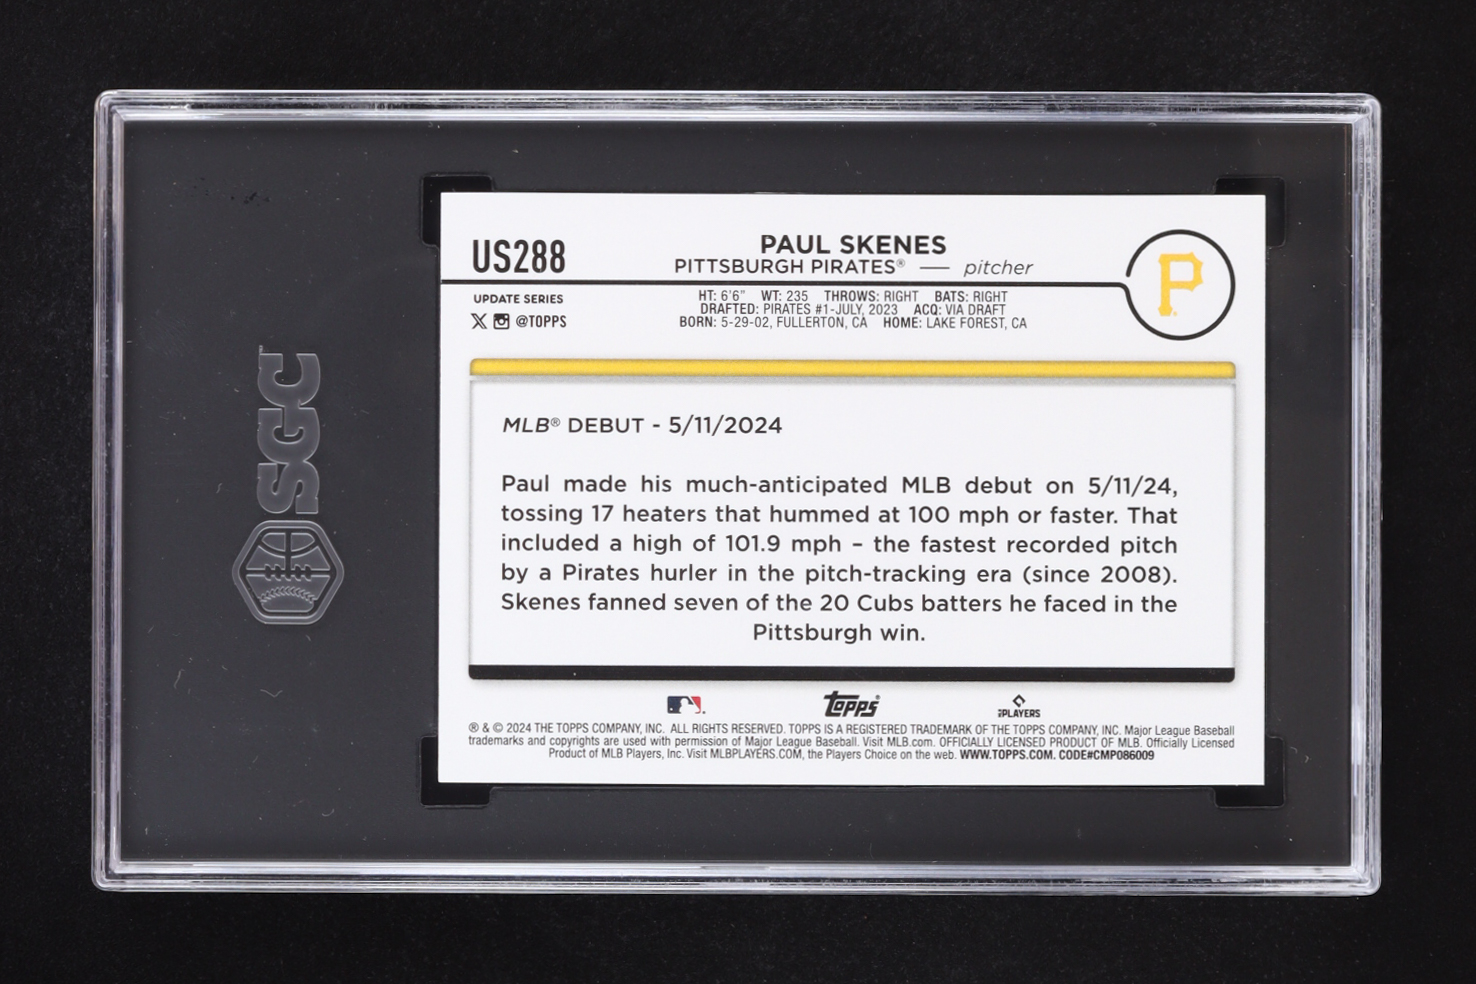 US288
PAUL SKENES
PITTSBURGH PIRATES® — pitcher
UPDATE SERIES
@TOPPS
HT: 6'6" WT: 235 THROWS: RIGHT BATS: RIGHT
DRAFTED: PIRATES #1-JULY, 2023 ACQ: VIA DRAFT
BORN: 5-29-02, FULLERTON, CA HOME: LAKE FOREST, CA
P
MLB® DEBUT - 5/11/2024
Paul made his much-anticipated MLB debut on 5/11/24,
tossing 17 heaters that hummed at 100 mph or faster. That
included a high of 101.9 mph – the fastest recorded pitch
by a Pirates hurler in the pitch-tracking era (since 2008).
Skenes fanned seven of the 20 Cubs batters he faced in the
Pittsburgh win.
Topps®
PLAYERS
® & © 2024 THE TOPPS COMPANY, INC. ALL RIGHTS RESERVED. TOPPS IS A REGISTERED TRADEMARK OF THE TOPPS COMPANY, INC. Major League Baseball
trademarks and copyrights are used with permission of Major League Baseball. Visit MLB.com. OFFICIALLY LICENSED PRODUCT OF MLB. Officially Licensed
Product of MLB Players, Inc. Visit MLBPLAYERS.COM, the Players Choice on the web. WWW.TOPPS.COM. CODE#CMP086009
SGC